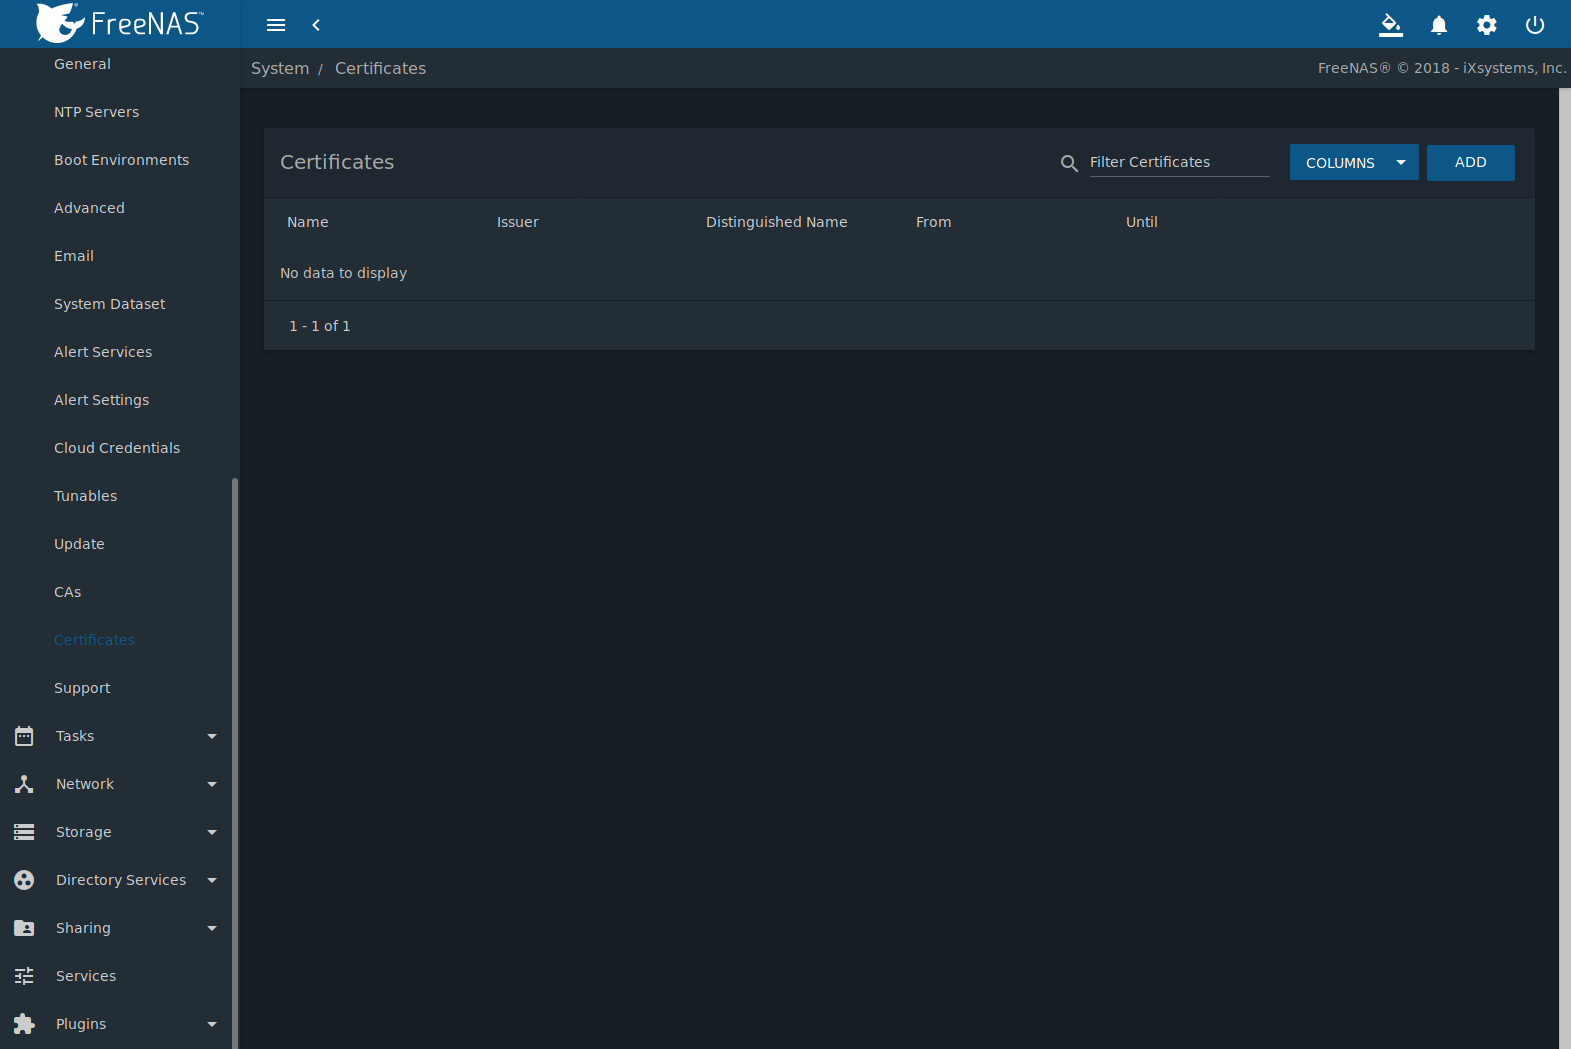 FreeNAS™
General
NTP Servers
Boot Environments
Advanced
Email
System Dataset
Alert Services
Alert Settings
Cloud Credentials
Tunables
Update
CAs
Certificates
Support
Tasks
Network
Storage
Directory Services
Sharing
Services
Plugins
System / Certificates
FreeNAS® © 2018 - iXsystems, Inc.
Certificates
Filter Certificates
COLUMNS
ADD
Name Issuer Distinguished Name From Until
No data to display
1 - 1 of 1